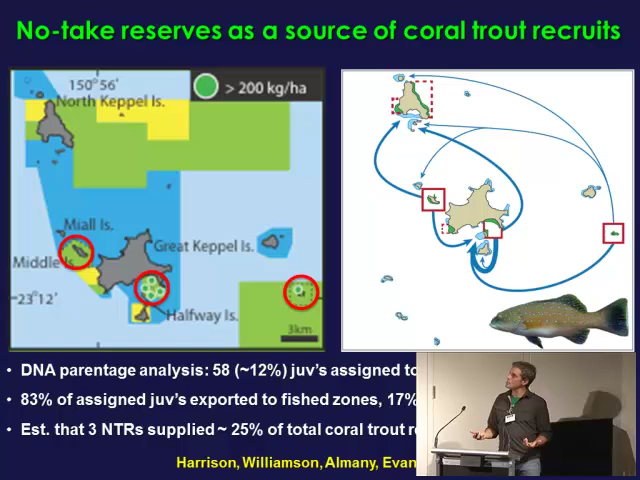 No-take reserves as a source of coral trout recruits
150°56'
> 200 kg/ha
North Keppel Is.
Miall Is.
Great Keppel Is.
Middle Is.
23°12'
Halfway Is.
3km
• DNA parentage analysis: 58 (~12%) juv's assigned to
• 83% of assigned juv's exported to fished zones, 17%
• Est. that 3 NTRs supplied ~ 25% of total coral trout
Harrison, Williamson, Almany, Evan